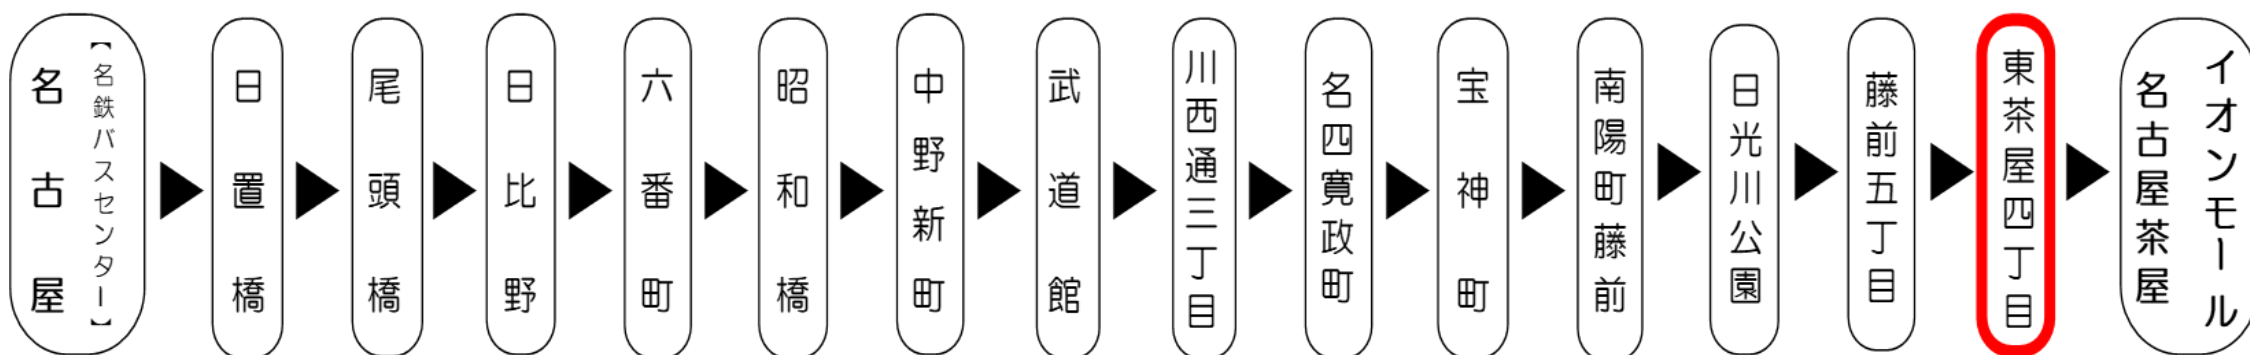 名古屋
【名鉄バスセンター】
日置橋
尾頭橋
日比野
六番町
昭和橋
中野新町
武道館
川西通三丁目
名四寛政町
宝神町
南陽町藤前
日光川公園
藤前五丁目
東茶屋四丁目
イオンモール
名古屋茶屋